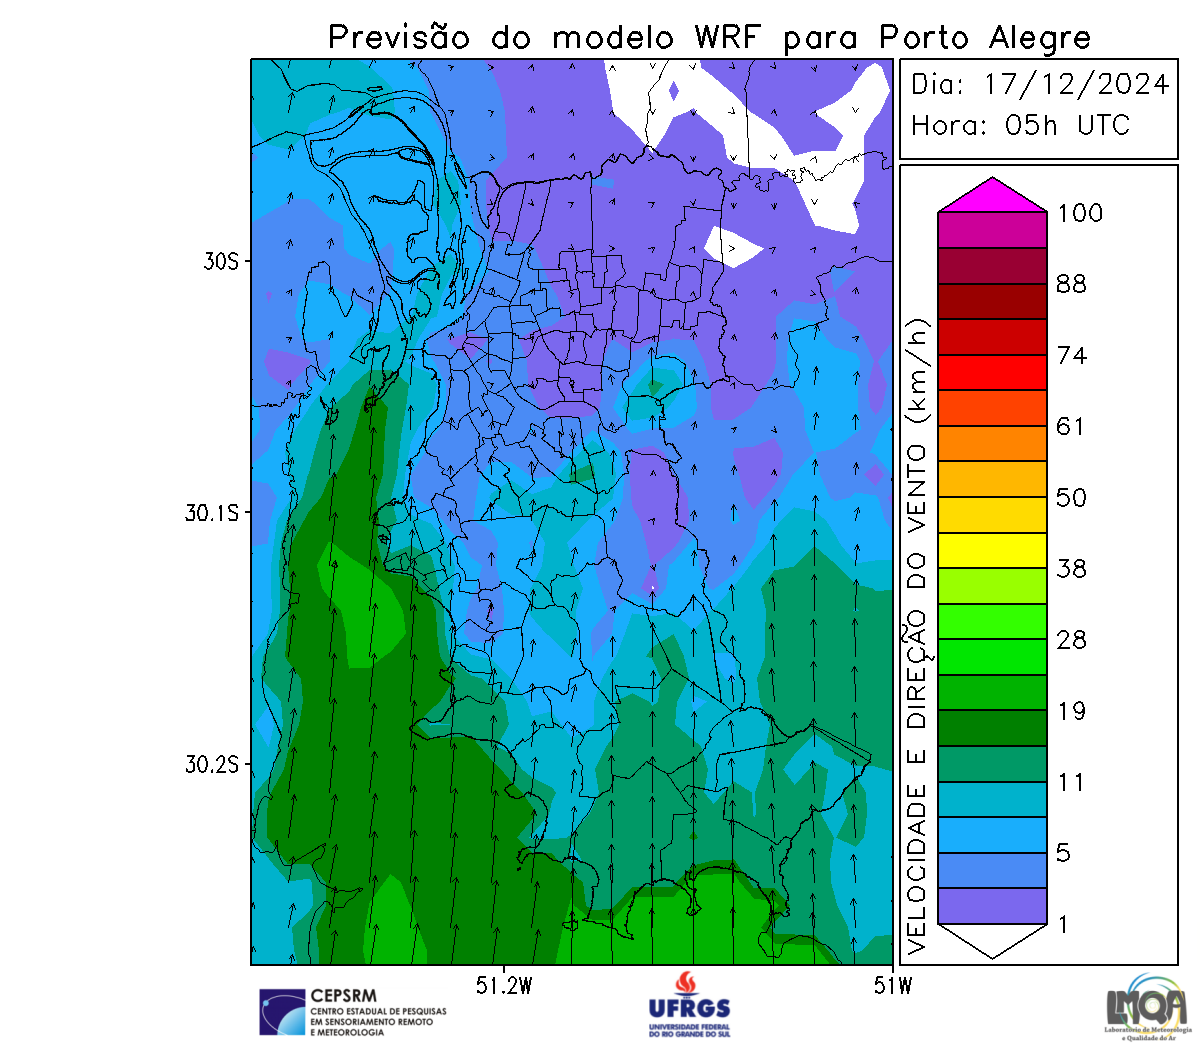 Previsão do modelo WRF para Porto Alegre
Dia: 17/12/2024
Hora: 05h UTC
VELOCIDADE E DIREÇÃO DO VENTO (km/h)
100
88
74
61
50
38
28
19
11
5
1
30S
30.1S
30.2S
51.2W
51W
CEPSRM
CENTRO ESTADUAL DE PESQUISAS
EM SENSORIAMENTO REMOTO
E METEOROLOGIA
UFRGS
UNIVERSIDADE FEDERAL
DO RIO GRANDE DO SUL
LMQA
Laboratório de Meteorologia
e Qualidade do Ar